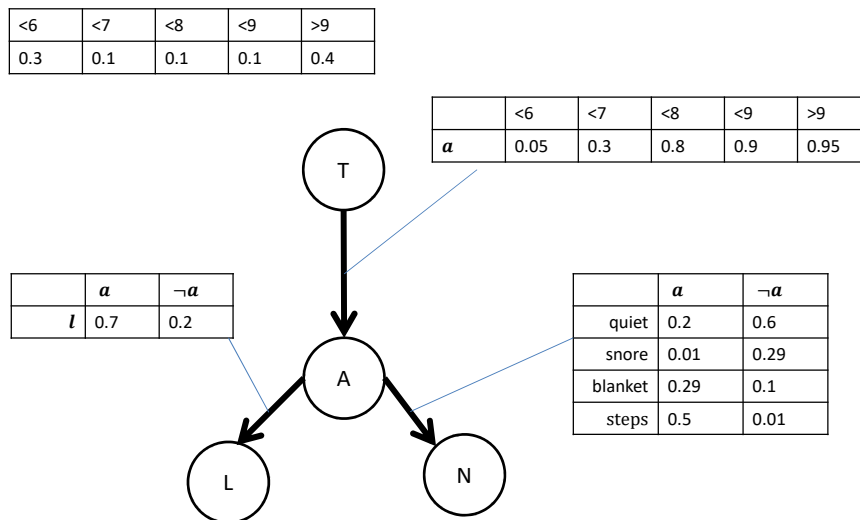 <6 <7 <8 <9 >9
0.3 0.1 0.1 0.1 0.4
<6 <7 <8 <9 >9
a 0.05 0.3 0.8 0.9 0.95
T
a ¬a
l 0.7 0.2
a ¬a
quiet 0.2 0.6
snore 0.01 0.29
blanket 0.29 0.1
steps 0.5 0.01
A
L
N